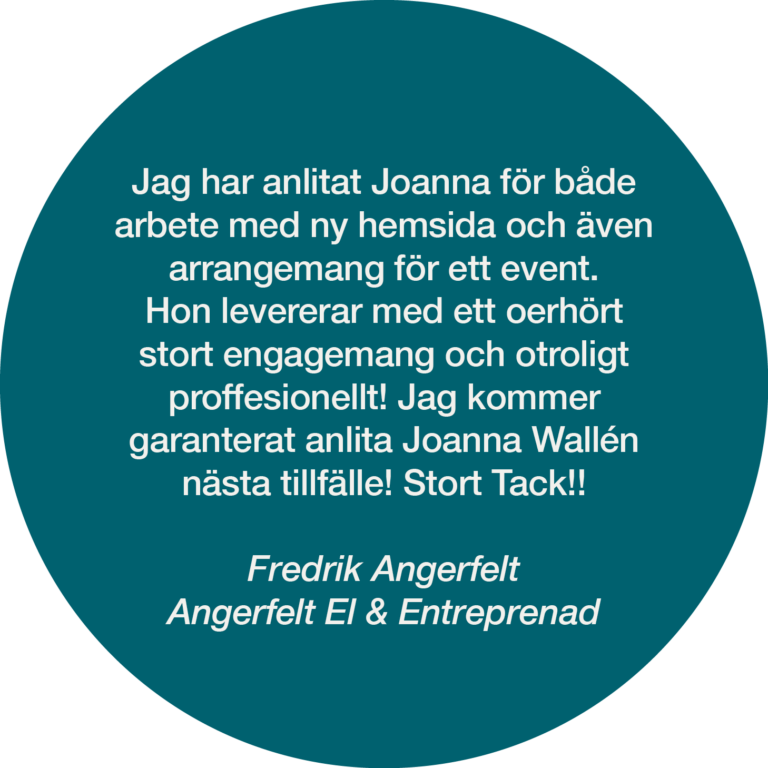 Jag har anlitat Joanna för både
arbete med ny hemsida och även
arrangemang för ett event.
Hon levererar med ett oerhört
stort engagemang och otroligt
proffesionellt! Jag kommer
garanterat anlita Joanna Wallén
nästa tillfälle! Stort Tack!!
Fredrik Angerfelt
Angerfelt El & Entreprenad